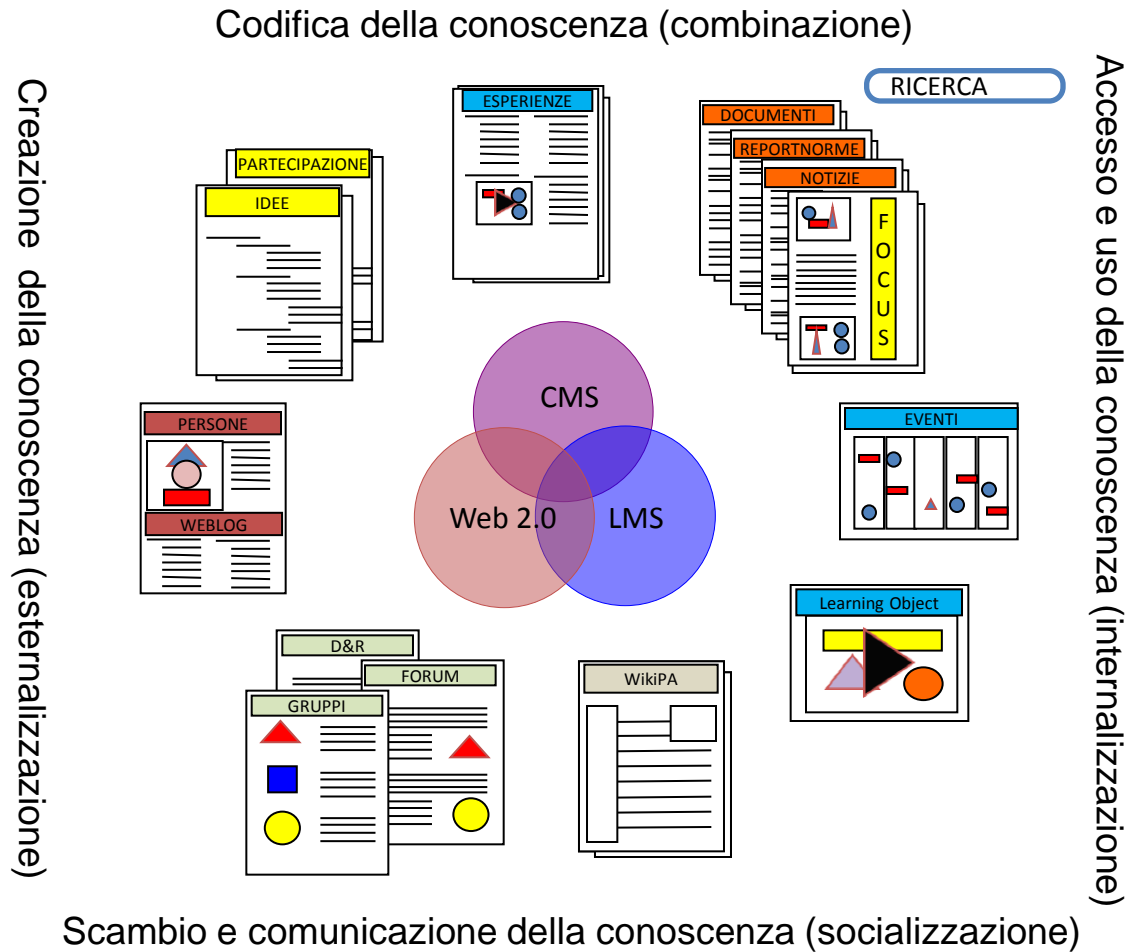 Codifica della conoscenza (combinazione)
Creazione della conoscenza (esternalizzazione)
Accesso e uso della conoscenza (internalizzazione)
RICERCA
ESPERIENZE
DOCUMENTI
REPORTNORME
NOTIZIE
FOCUS
PARTECIPAZIONE
IDEE
CMS
Web 2.0
LMS
PERSONE
WEBLOG
EVENTI
Learning Object
D&R
FORUM
GRUPPI
WikiPA
Scambio e comunicazione della conoscenza (socializzazione)